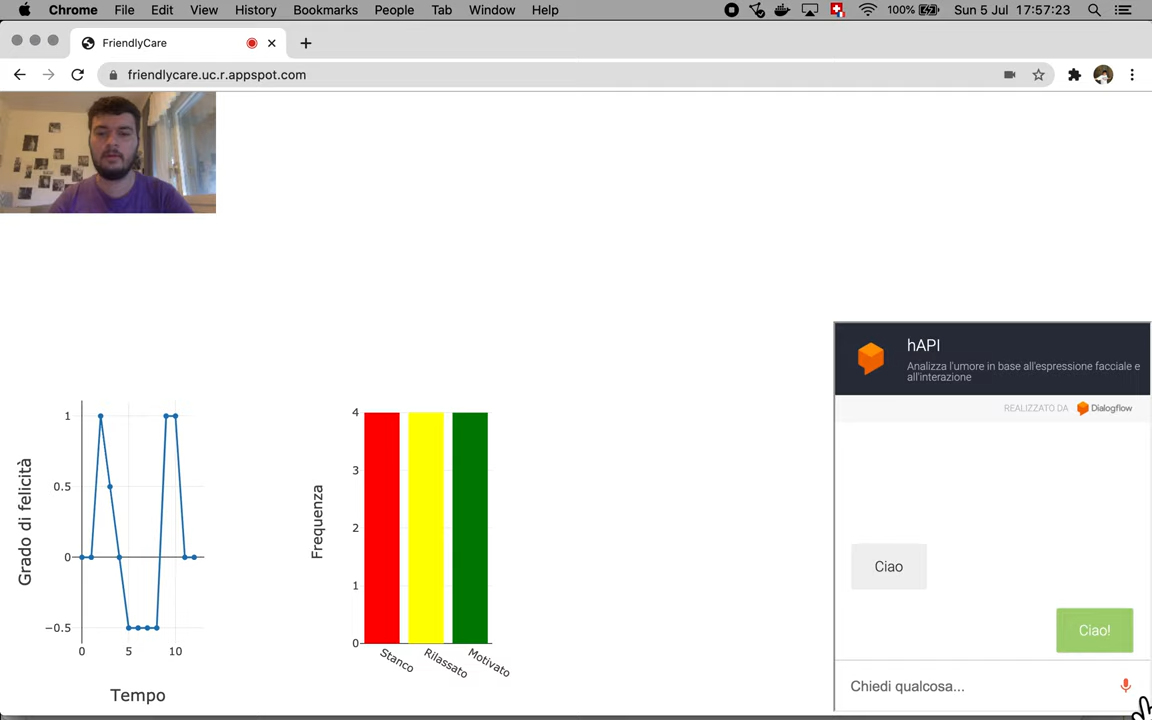 Chrome File Edit View History Bookmarks People Tab Window Help 100% Sun 5 Jul 17:57:23
FriendlyCare
friendlycare.uc.r.appspot.com
hAPI
Analizza l'umore in base all'espressione facciale e
all'interazione
REALIZZATO DA Dialogflow
Ciao
Ciao!
Chiedi qualcosa...
Grado di felicità
1
0.5
0
−0.5
0 5 10
Tempo
Frequenza
4
3
2
1
0
Stanco Rilassato Motivato